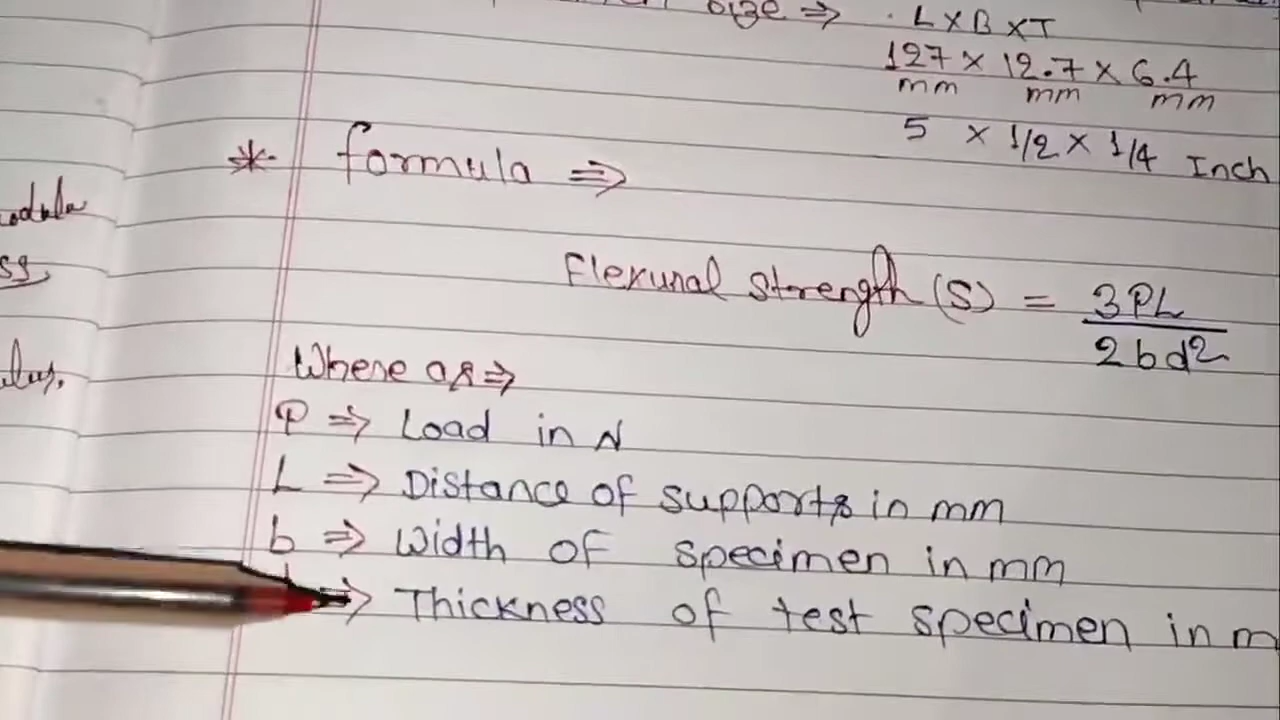 Size ⇒ L X B X T
127 × 12.7 × 6.4
mm mm mm
5 × 1/2 × 1/4 Inch
* formula ⇒
Flexural strength (S) = 3PL
2bd²
Where as ⇒
P ⇒ Load in N
L ⇒ Distance of supports in mm
b ⇒ Width of specimen in mm
⇒ Thickness of test specimen in m